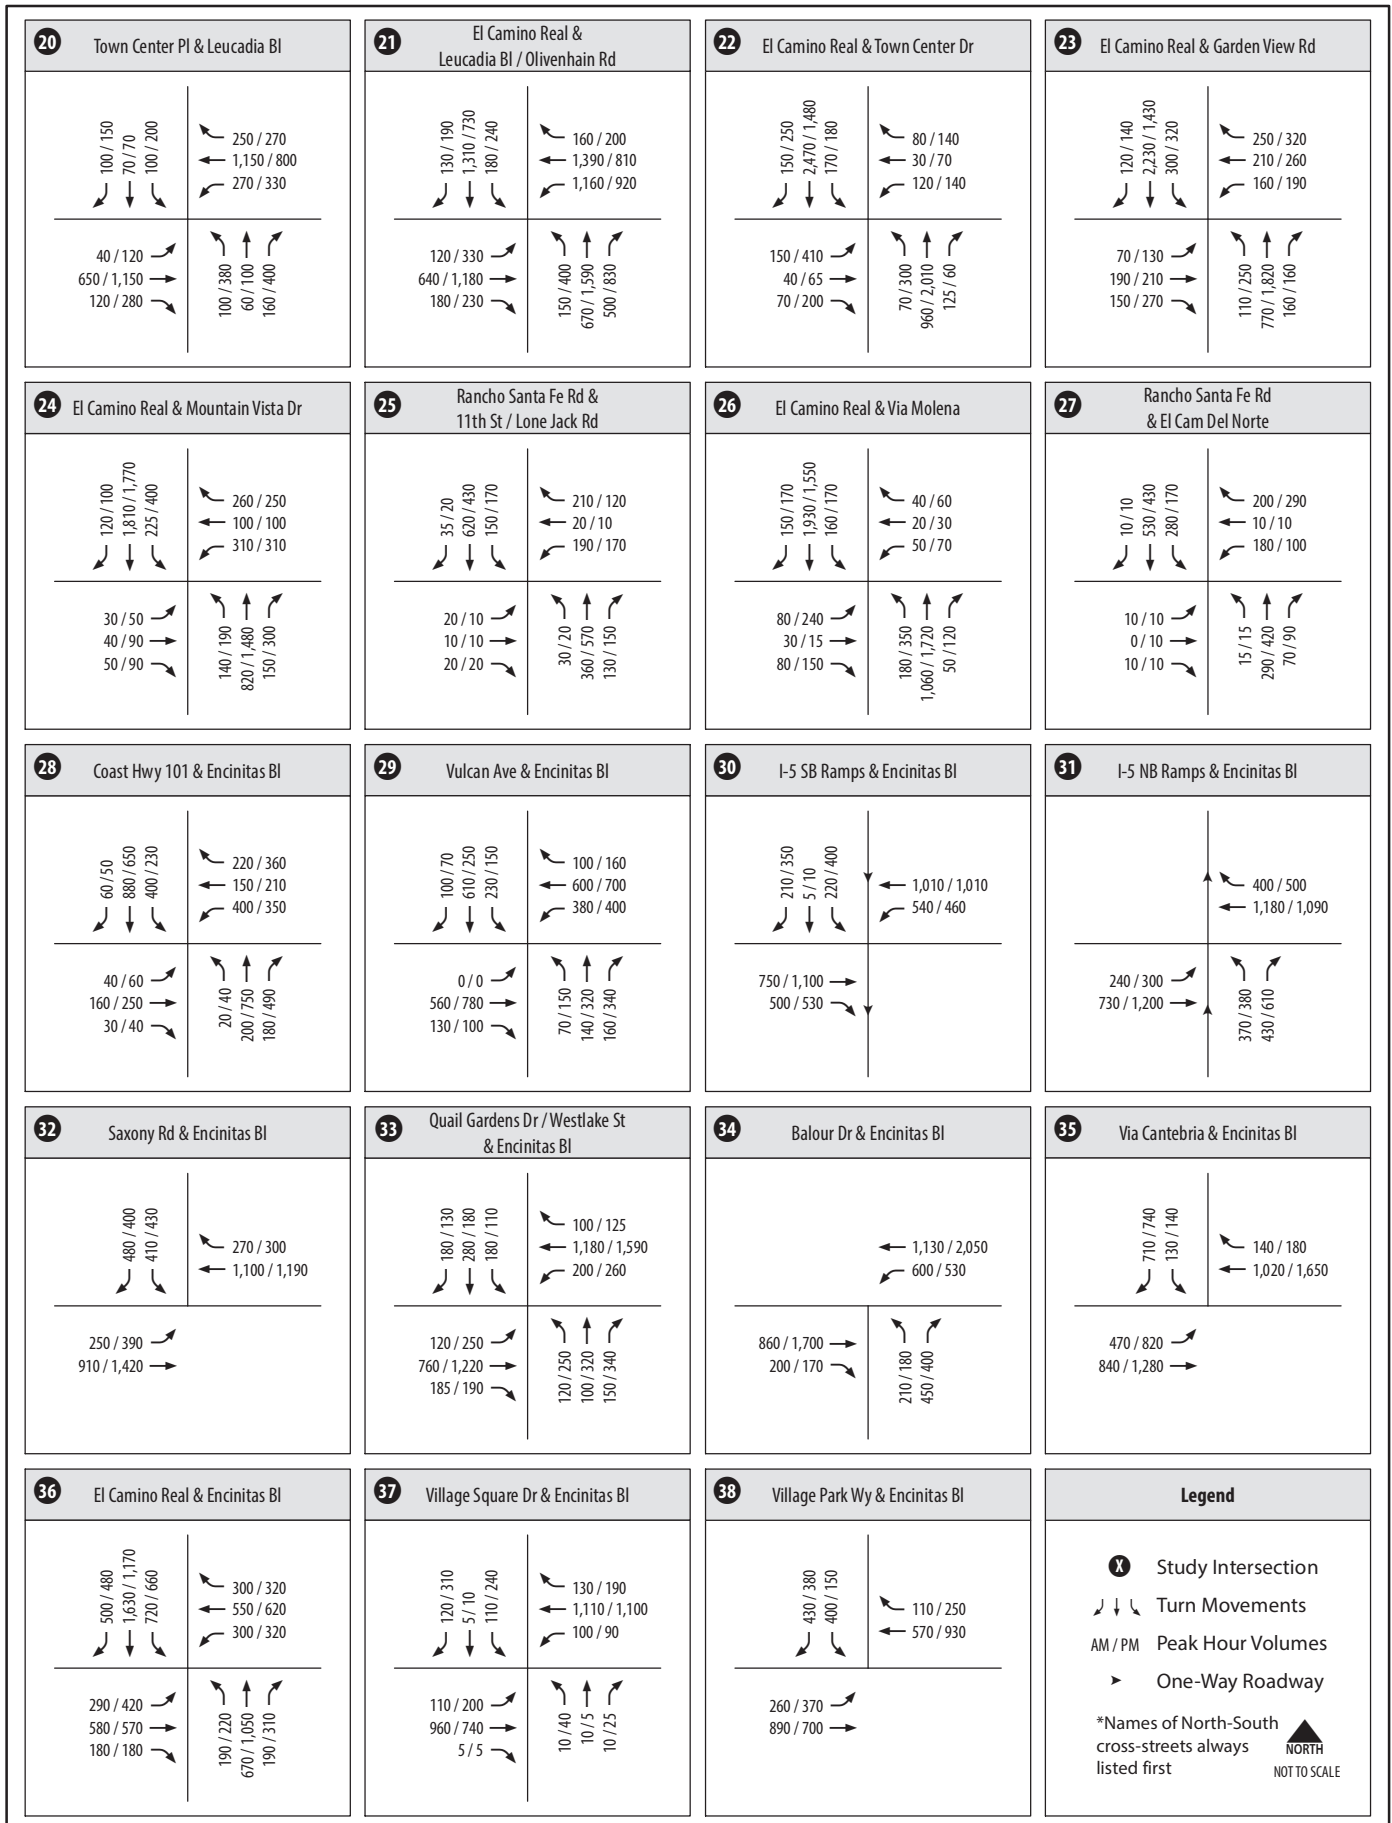 20
Town Center Pl & Leucadia Bl
100 / 150
70 / 70
100 / 200
250 / 270
1,150 / 800
270 / 330
40 / 120
650 / 1,150
120 / 280
100 / 380
60 / 100
160 / 400
21
El Camino Real &
Leucadia Bl / Olivenhain Rd
130 / 190
1,310 / 730
180 / 240
160 / 200
1,390 / 810
1,160 / 920
120 / 330
640 / 1,180
180 / 230
150 / 400
670 / 1,590
500 / 830
22
El Camino Real & Town Center Dr
150 / 250
2,470 / 1,480
170 / 180
80 / 140
30 / 70
120 / 140
150 / 410
40 / 65
70 / 200
70 / 300
960 / 2,010
125 / 60
23
El Camino Real & Garden View Rd
120 / 140
2,230 / 1,430
300 / 320
250 / 320
210 / 260
160 / 190
70 / 130
190 / 210
150 / 270
110 / 250
770 / 1,820
160 / 160
24
El Camino Real & Mountain Vista Dr
120 / 100
1,810 / 1,770
225 / 400
260 / 250
100 / 100
310 / 310
30 / 50
40 / 90
50 / 90
140 / 190
820 / 1,480
150 / 300
25
Rancho Santa Fe Rd &
11th St / Lone Jack Rd
35 / 20
620 / 430
150 / 170
210 / 120
20 / 10
190 / 170
20 / 10
10 / 10
20 / 20
30 / 20
360 / 570
130 / 150
26
El Camino Real & Via Molena
150 / 170
1,930 / 1,550
160 / 170
40 / 60
20 / 30
50 / 70
80 / 240
30 / 15
80 / 150
180 / 350
1,060 / 1,720
50 / 120
27
Rancho Santa Fe Rd
& El Cam Del Norte
10 / 10
530 / 430
280 / 170
200 / 290
10 / 10
180 / 100
10 / 10
0 / 10
10 / 10
15 / 15
290 / 420
70 / 90
28
Coast Hwy 101 & Encinitas Bl
60 / 50
880 / 650
400 / 230
220 / 360
150 / 210
400 / 350
40 / 60
160 / 250
30 / 40
20 / 40
200 / 750
180 / 490
29
Vulcan Ave & Encinitas Bl
100 / 70
610 / 250
230 / 150
100 / 160
600 / 700
380 / 400
0 / 0
560 / 780
130 / 100
70 / 150
140 / 320
160 / 340
30
I-5 SB Ramps & Encinitas Bl
210 / 350
5 / 10
220 / 400
1,010 / 1,010
540 / 460
750 / 1,100
500 / 530
31
I-5 NB Ramps & Encinitas Bl
400 / 500
1,180 / 1,090
240 / 300
730 / 1,200
370 / 380
430 / 610
32
Saxony Rd & Encinitas Bl
480 / 400
410 / 430
270 / 300
1,100 / 1,190
250 / 390
910 / 1,420
33
Quail Gardens Dr / Westlake St
& Encinitas Bl
180 / 130
280 / 180
180 / 110
100 / 125
1,180 / 1,590
200 / 260
120 / 250
760 / 1,220
185 / 190
120 / 250
100 / 320
150 / 340
34
Balour Dr & Encinitas Bl
1,130 / 2,050
600 / 530
860 / 1,700
200 / 170
210 / 180
450 / 400
35
Via Cantebria & Encinitas Bl
710 / 740
130 / 140
140 / 180
1,020 / 1,650
470 / 820
840 / 1,280
36
El Camino Real & Encinitas Bl
500 / 480
1,630 / 1,170
720 / 660
300 / 320
550 / 620
300 / 320
290 / 420
580 / 570
180 / 180
190 / 220
670 / 1,050
190 / 310
37
Village Square Dr & Encinitas Bl
120 / 310
5 / 10
110 / 240
130 / 190
1,110 / 1,100
100 / 90
110 / 200
960 / 740
5 / 5
10 / 40
10 / 5
10 / 25
38
Village Park Wy & Encinitas Bl
430 / 380
400 / 150
110 / 250
570 / 930
260 / 370
890 / 700
Legend
X Study Intersection
Turn Movements
AM / PM Peak Hour Volumes
One-Way Roadway
*Names of North-South
cross-streets always
listed first
NORTH
NOT TO SCALE